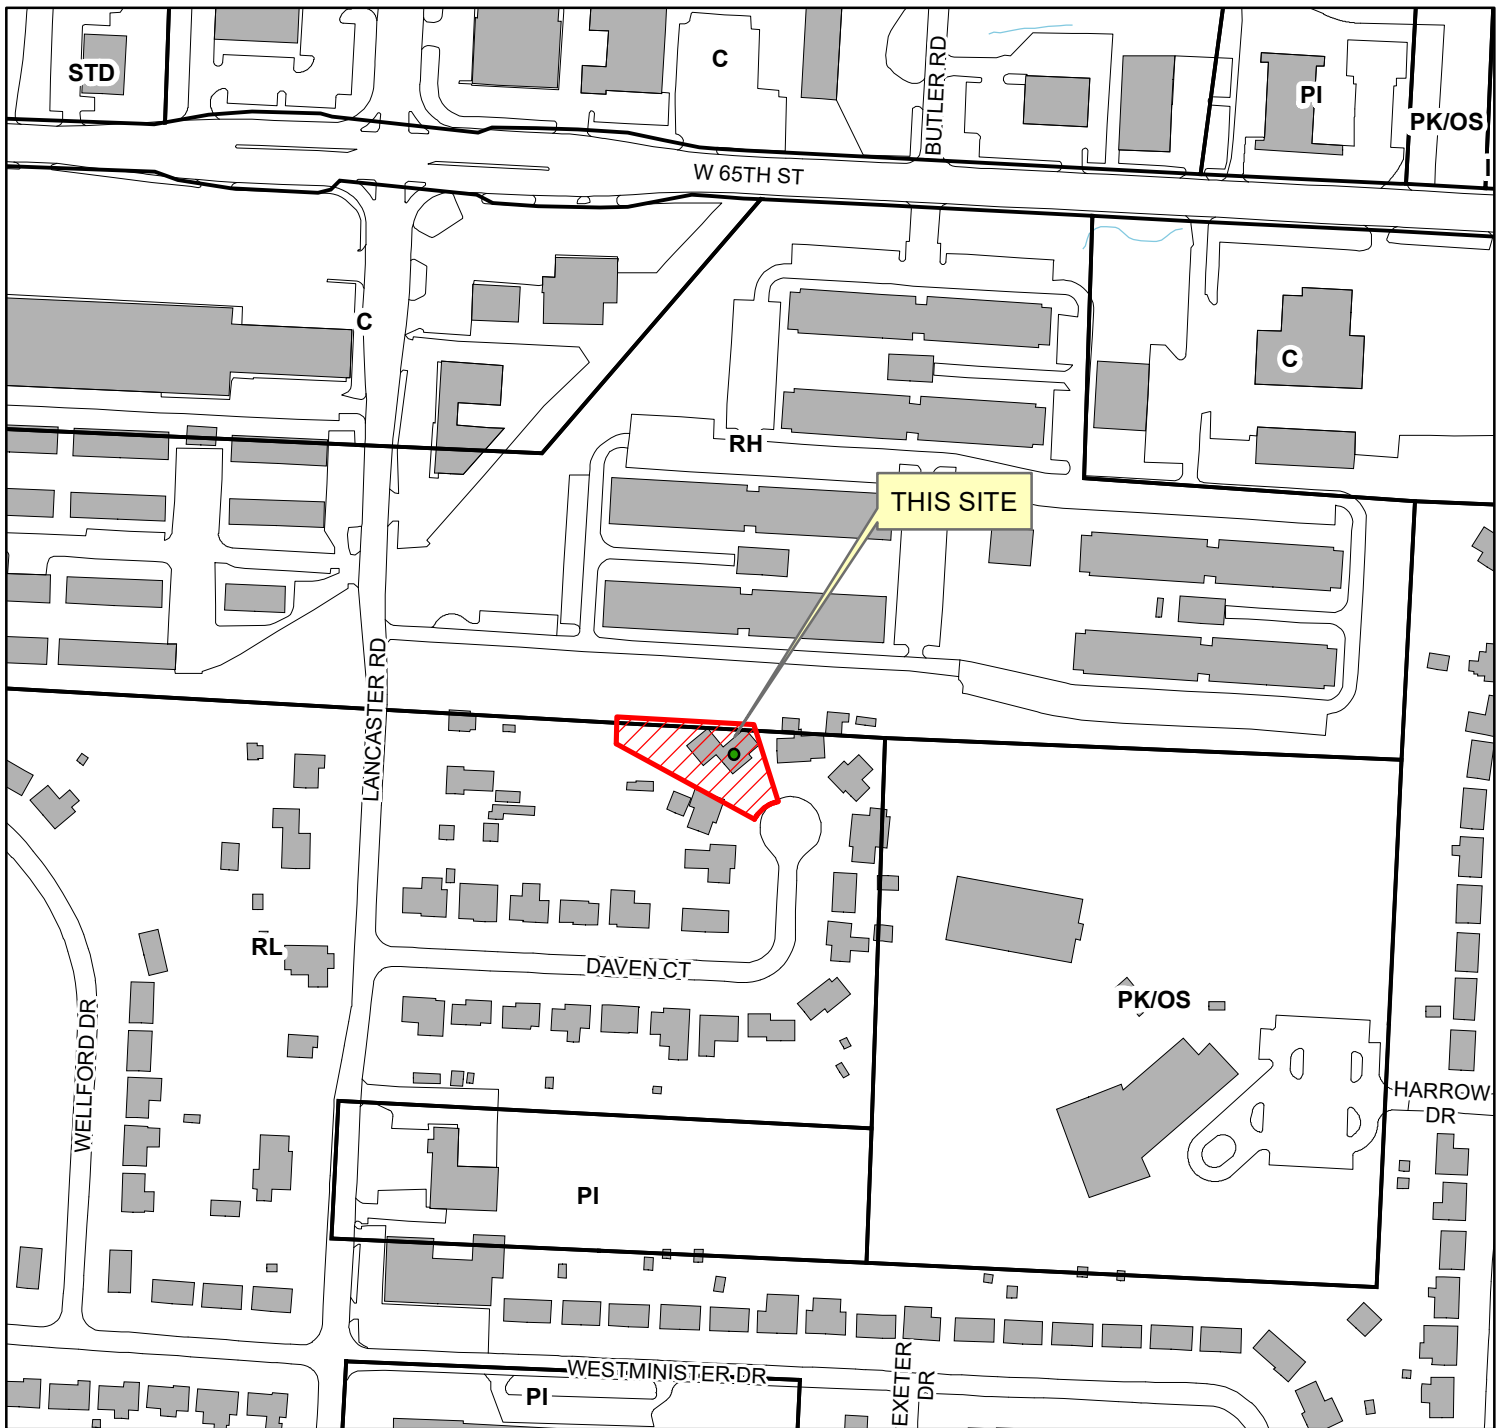 STD
C
BUTLER RD
PI
PK/OS
W 65TH ST
C
C
RH
THIS SITE
LANCASTER RD
RL
DAVEN CT
PK/OS
WELLFORD DR
HARROW
DR
PI
WESTMINISTER DR
EXETER
DR
PI